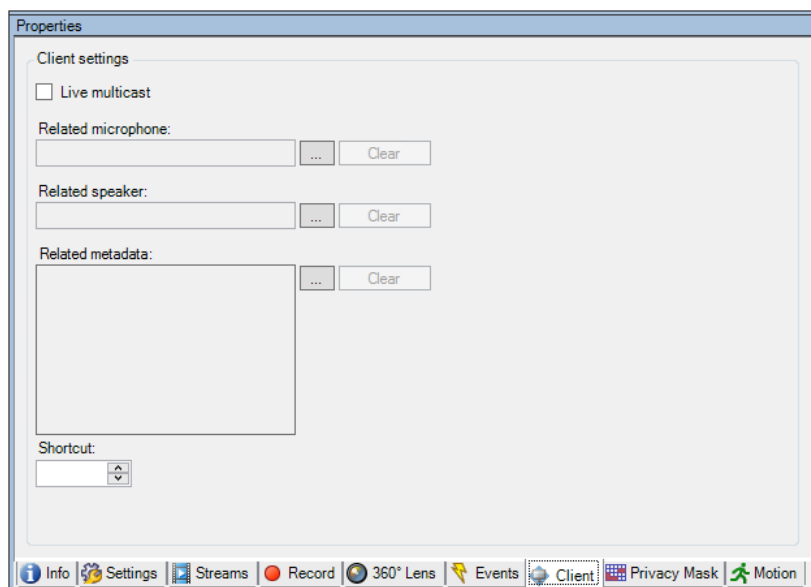 Properties
Client settings
Live multicast
Related microphone:
... Clear
Related speaker:
... Clear
Related metadata:
... Clear
Shortcut:
Info Settings Streams Record 360° Lens Events Client Privacy Mask Motion